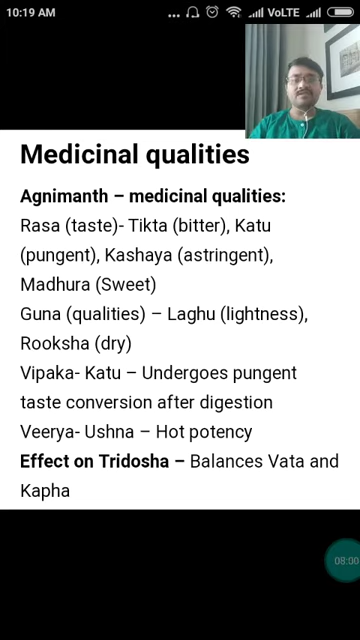 10:19 AM
... VoLTE
Medicinal qualities
Agnimanth – medicinal qualities:
Rasa (taste)- Tikta (bitter), Katu
(pungent), Kashaya (astringent),
Madhura (Sweet)
Guna (qualities) – Laghu (lightness),
Rooksha (dry)
Vipaka- Katu – Undergoes pungent
taste conversion after digestion
Veerya- Ushna – Hot potency
Effect on Tridosha – Balances Vata and
Kapha
08:00